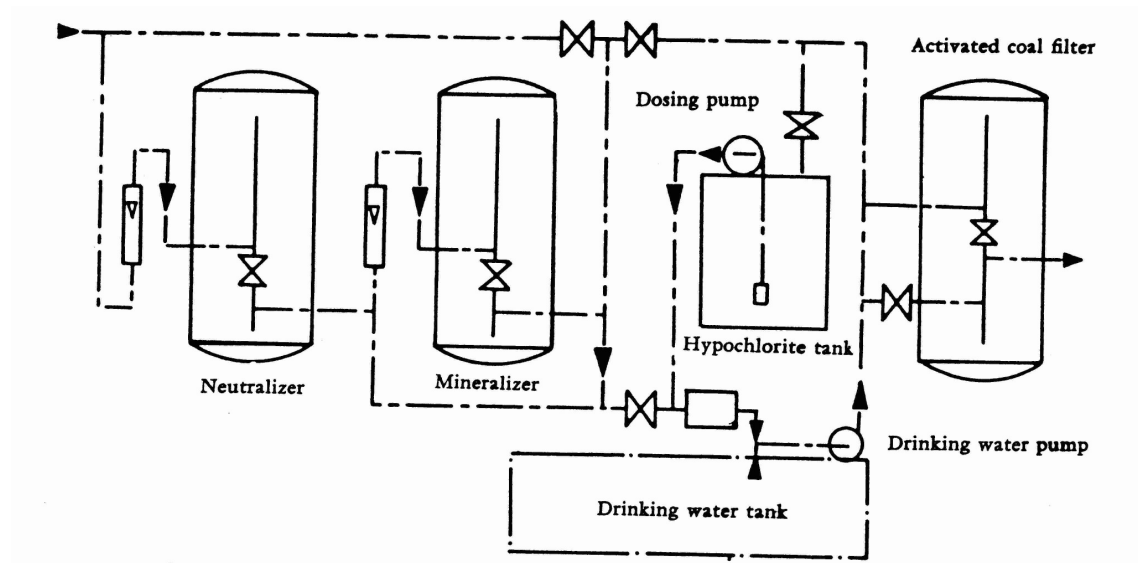 Activated coal filter
Dosing pump
Hypochlorite tank
Neutralizer
Mineralizer
Drinking water pump
Drinking water tank